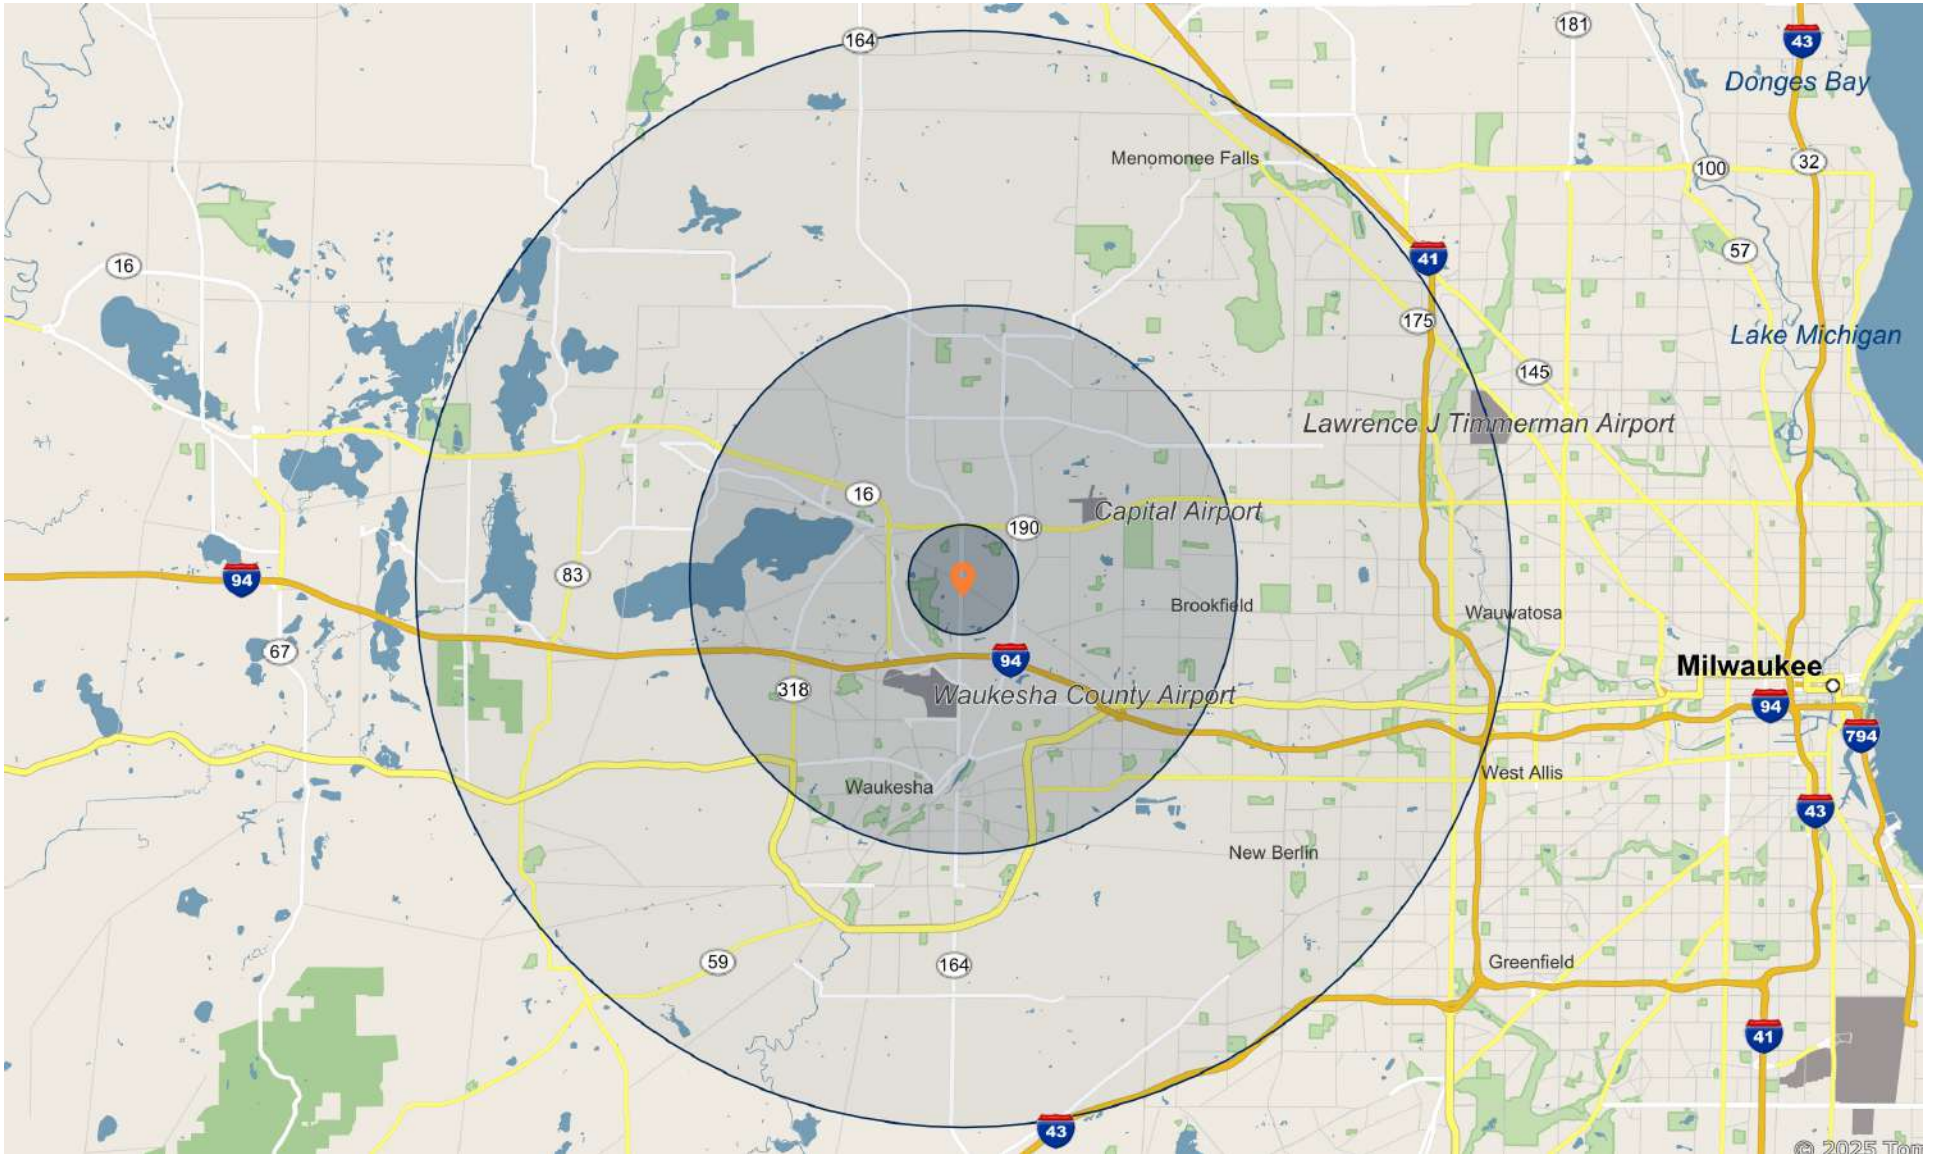 164
181
43
Donges Bay
Menomonee Falls
100
32
16
41
57
175
Lake Michigan
145
Lawrence J Timmerman Airport
16
190
Capital Airport
94
83
Brookfield
Wauwatosa
67
94
Milwaukee
318
Waukesha County Airport
94
794
West Allis
Waukesha
43
New Berlin
59
164
Greenfield
41
43
© 2025 Tom